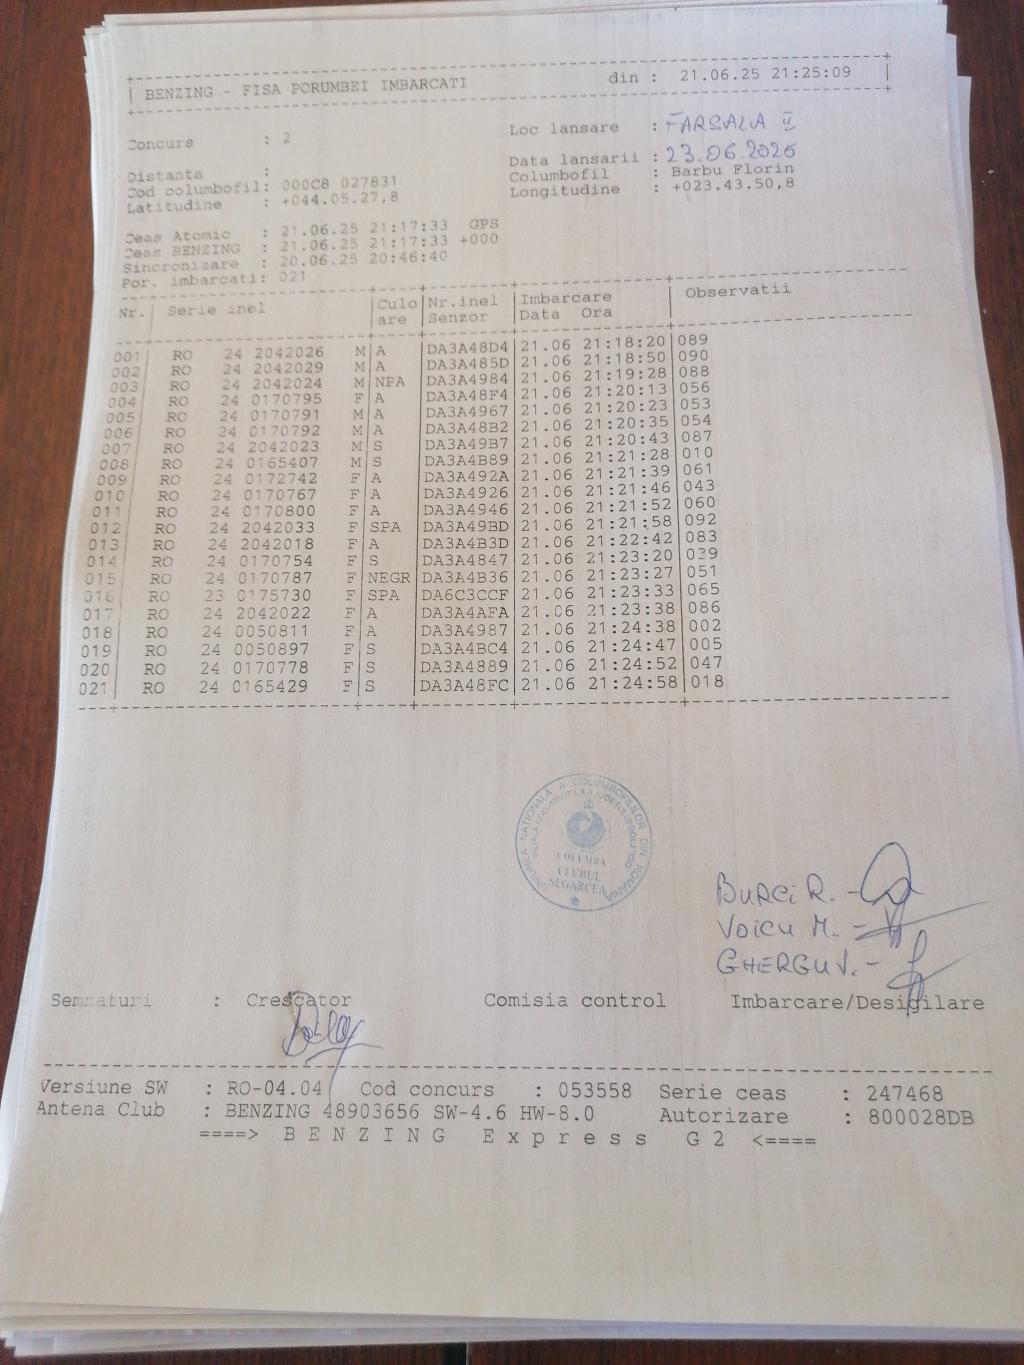 BENZING - FISA PORUMBEI IMBARCATI din : 21.06.25 21:25:09
Concurs : 2 Loc lansare : FARSALA II
Data lansarii : 23.06.2025
Distanta : Columbofil : Barbu Florin
Cod columbofil: 000C8 027831 Longitudine : +023.43.50,8
Latitudine : +044.05.27,8
Ceas Atomic : 21.06.25 21:17:33 GPS
Ceas BENZING : 21.06.25 21:17:33 +000
Sincronizare : 20.06.25 20:46:40
Por. imbarcati: 021
Nr. Serie inel Culo Nr.inel Imbarcare Observatii
are Senzor Data Ora
001 RO 24 2042026 M A DA3A48D4 21.06 21:18:20 089
002 RO 24 2042029 M A DA3A485D 21.06 21:18:50 090
003 RO 24 2042024 M NPA DA3A4984 21.06 21:19:28 088
004 RO 24 0170795 F A DA3A48F4 21.06 21:20:13 056
005 RO 24 0170791 M A DA3A4967 21.06 21:20:23 053
006 RO 24 0170792 M A DA3A48B2 21.06 21:20:35 054
007 RO 24 2042023 M S DA3A49B7 21.06 21:20:43 087
008 RO 24 0165407 M S DA3A4B89 21.06 21:21:28 010
009 RO 24 0172742 F A DA3A492A 21.06 21:21:39 061
010 RO 24 0170767 F A DA3A4926 21.06 21:21:46 043
011 RO 24 0170800 F A DA3A4946 21.06 21:21:52 060
012 RO 24 2042033 F SPA DA3A49BD 21.06 21:21:58 092
013 RO 24 2042018 F A DA3A4B3D 21.06 21:22:42 083
014 RO 24 0170754 F S DA3A4847 21.06 21:23:20 039
015 RO 24 0170787 F NEGR DA3A4B36 21.06 21:23:27 051
016 RO 23 0175730 F SPA DA6C3CCF 21.06 21:23:33 065
017 RO 24 2042022 F A DA3A4AFA 21.06 21:23:38 086
018 RO 24 0050811 F A DA3A4987 21.06 21:24:38 002
019 RO 24 0050897 F S DA3A4BC4 21.06 21:24:47 005
020 RO 24 0170778 F S DA3A4889 21.06 21:24:52 047
021 RO 24 0165429 F S DA3A48FC 21.06 21:24:58 018
UNIUNEA NATIONALA A COLUMBOFILILOR DIN ROMANIA
FILIALA COLUMBOFILA A JUDETULUI DOLJ
COLUMBA
CLUBUL
SEGARCEA
BURCI R. -
VOICU M. -
GHERGU V. -
Semnaturi : Crescator Comisia control Imbarcare/Desigilare
Versiune SW : RO-04.04 Cod concurs : 053558 Serie ceas : 247468
Antena Club : BENZING 48903656 SW-4.6 HW-8.0 Autorizare : 800028DB
====> B E N Z I N G E x p r e s s G 2 <====